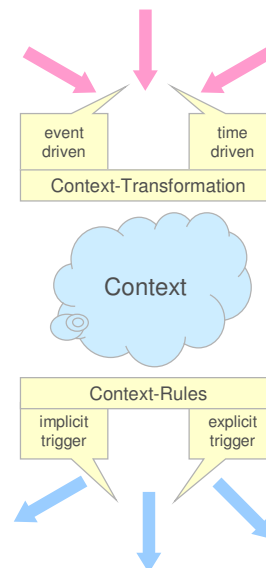 event
driven
time
driven
Context-Transformation
Context
Context-Rules
implicit
trigger
explicit
trigger